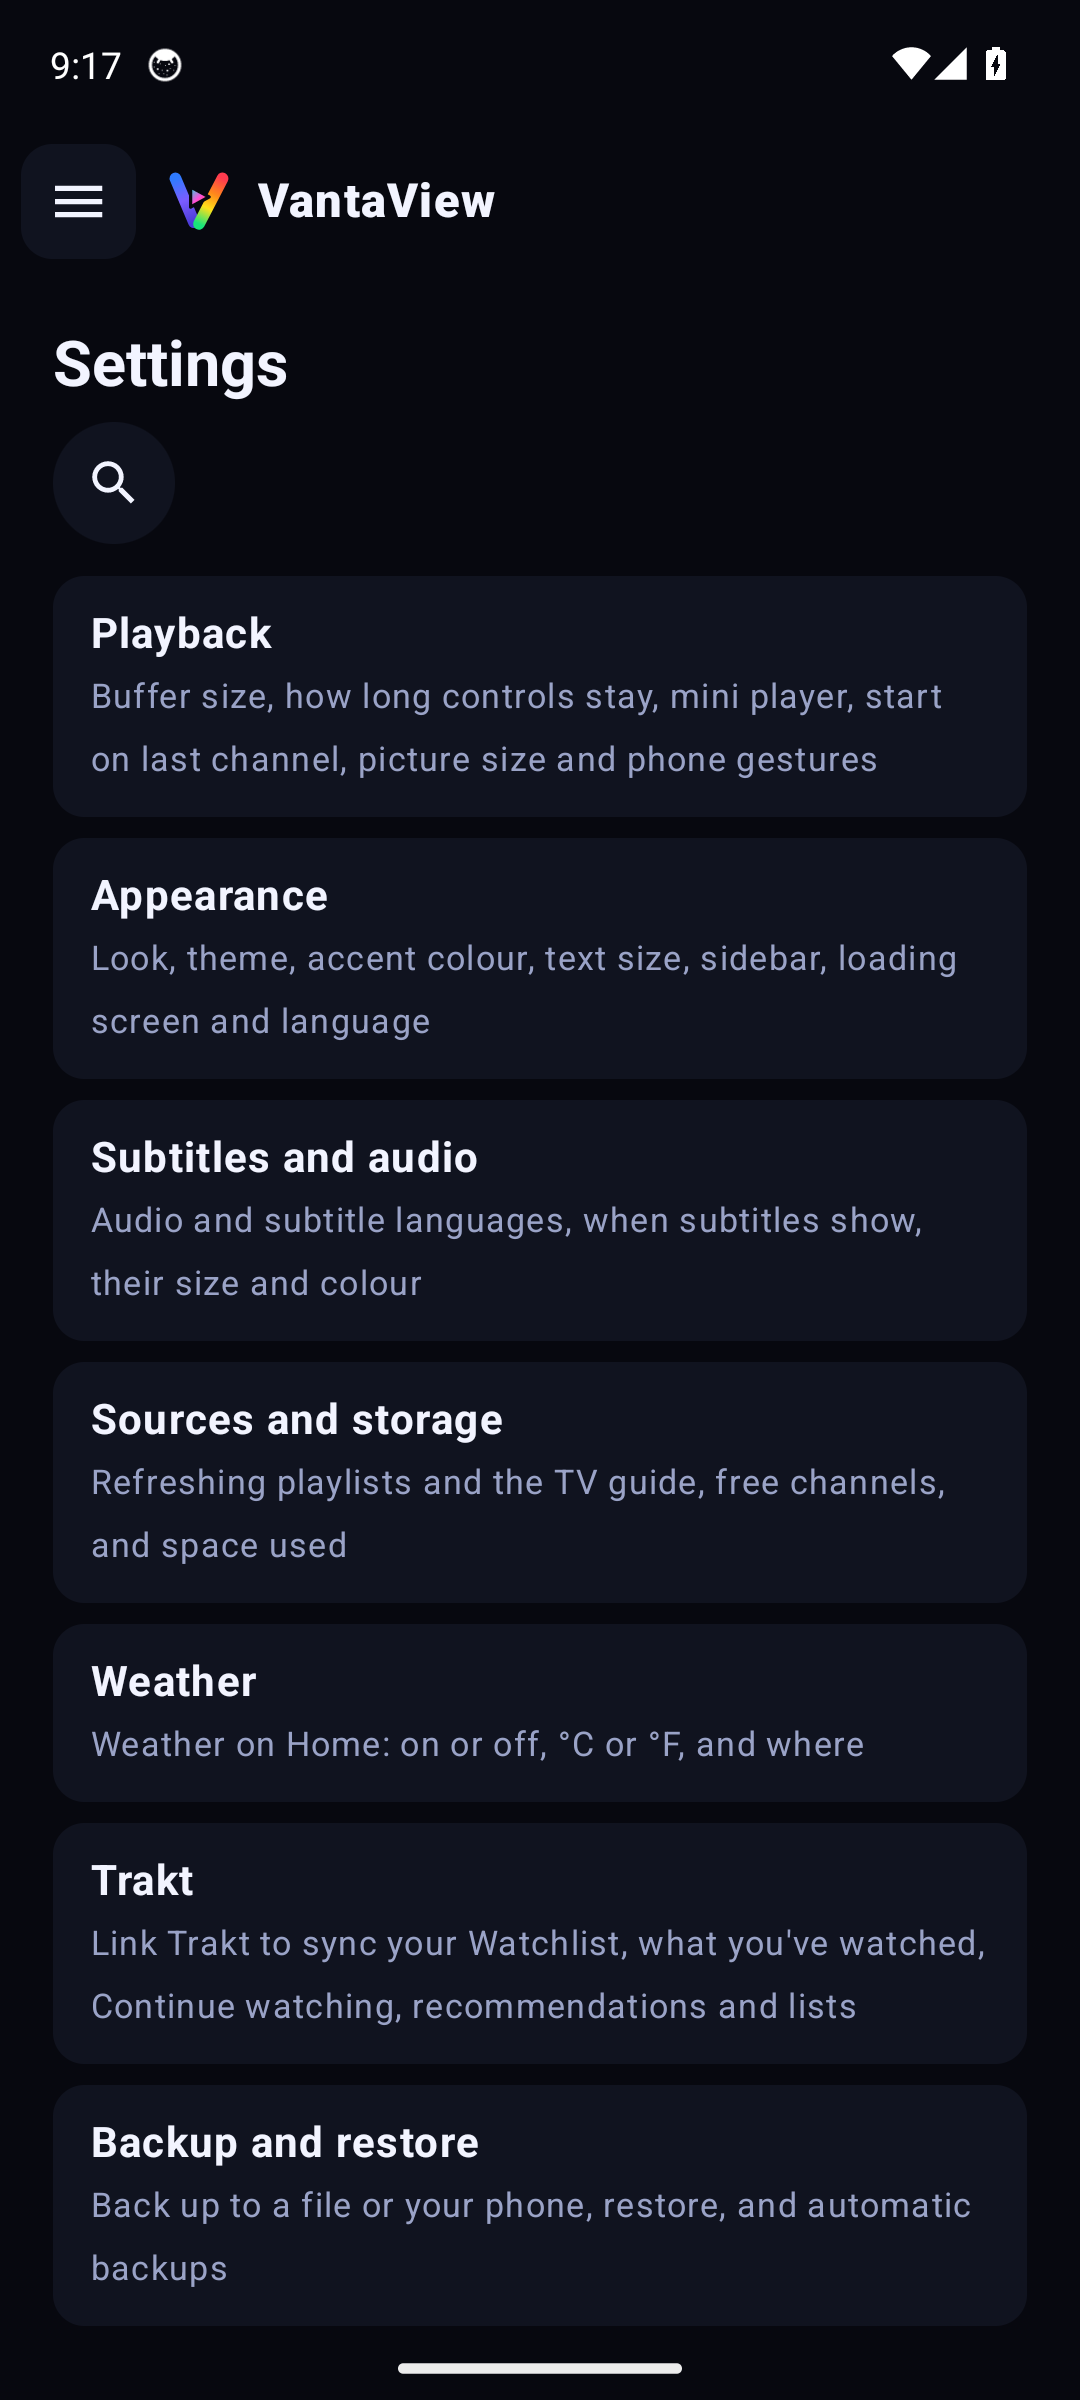 9:17
VantaView
Settings
Playback
Buffer size, how long controls stay, mini player, start
on last channel, picture size and phone gestures
Appearance
Look, theme, accent colour, text size, sidebar, loading
screen and language
Subtitles and audio
Audio and subtitle languages, when subtitles show,
their size and colour
Sources and storage
Refreshing playlists and the TV guide, free channels,
and space used
Weather
Weather on Home: on or off, °C or °F, and where
Trakt
Link Trakt to sync your Watchlist, what you've watched,
Continue watching, recommendations and lists
Backup and restore
Back up to a file or your phone, restore, and automatic
backups